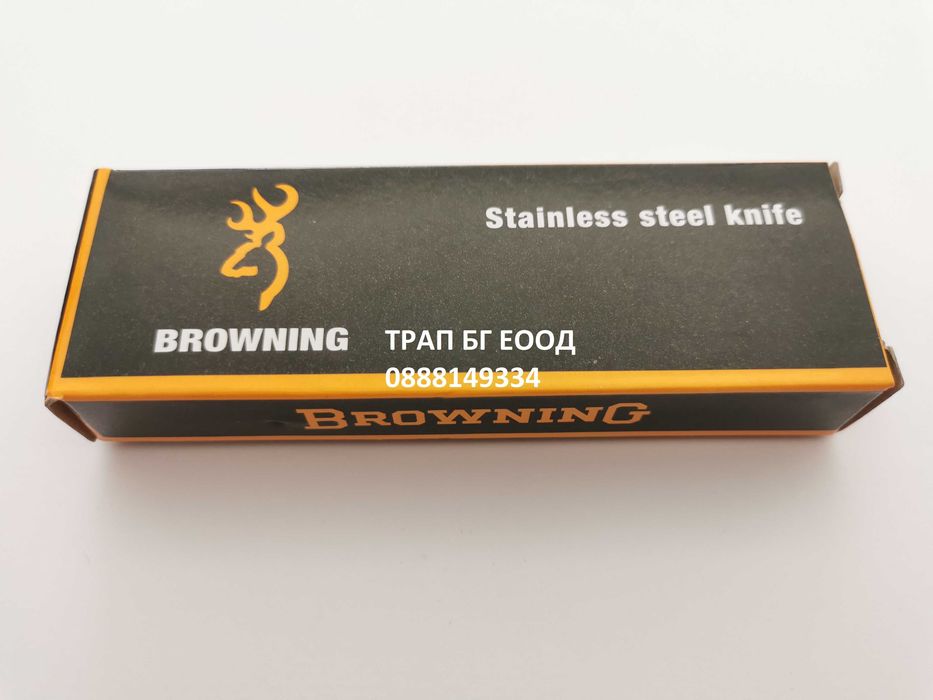 Stainless steel knife
BROWNING
ТРАП БГ ЕООД
0888149334
BROWNING